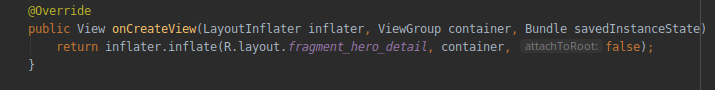 @Override
public View onCreateView(LayoutInflater inflater, ViewGroup container, Bundle savedInstanceState)
return inflater.inflate(R.layout.fragment_hero_detail, container, attachToRoot: false);
}